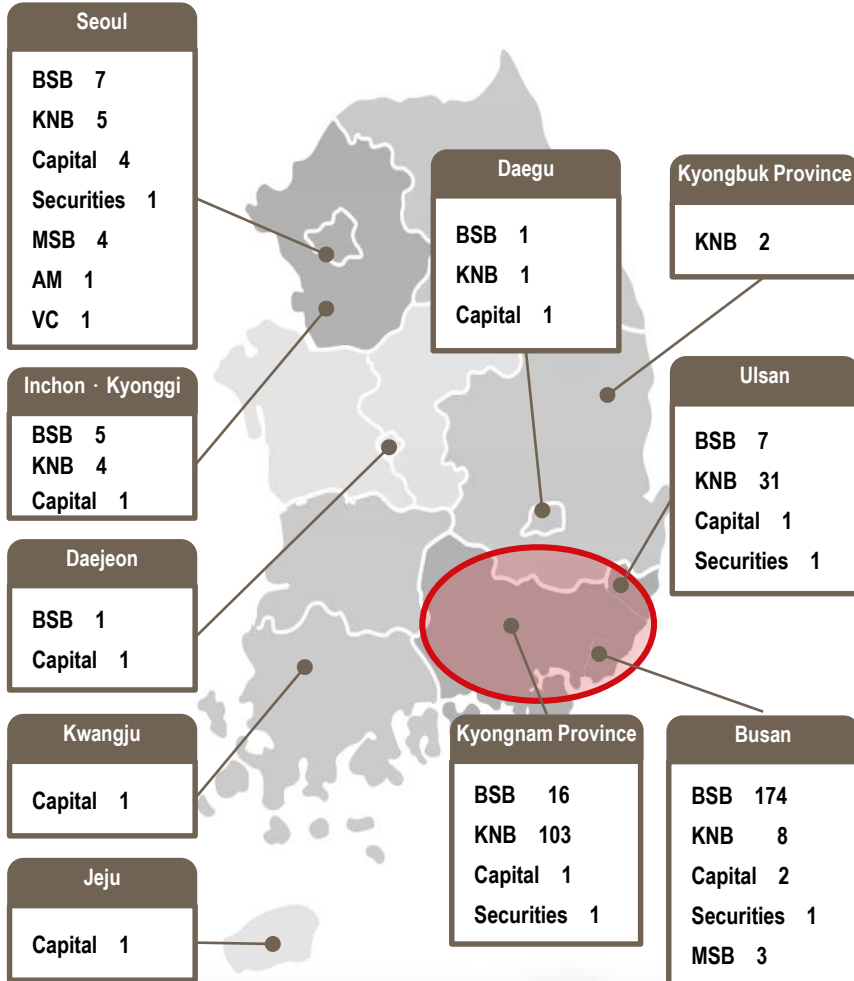 Seoul
BSB 7
KNB 5
Capital 4
Securities 1
MSB 4
AM 1
VC 1
Daegu
BSB 1
KNB 1
Capital 1
Kyongbuk Province
KNB 2
Inchon · Kyonggi
BSB 5
KNB 4
Capital 1
Ulsan
BSB 7
KNB 31
Capital 1
Securities 1
Daejeon
BSB 1
Capital 1
Kwangju
Capital 1
Kyongnam Province
BSB 16
KNB 103
Capital 1
Securities 1
Busan
BSB 174
KNB 8
Capital 2
Securities 1
MSB 3
Jeju
Capital 1